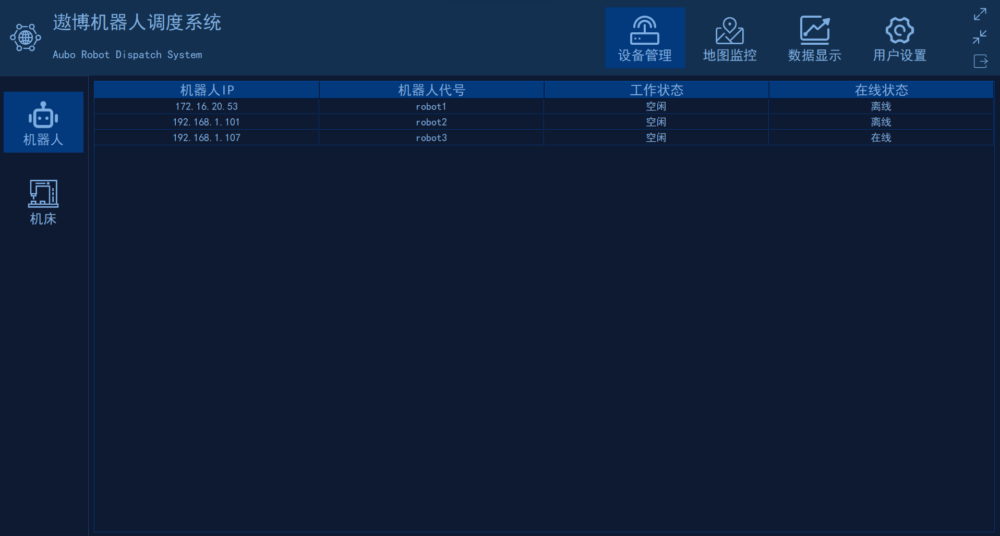 遨博机器人调度系统
Aubo Robot Dispatch System
设备管理 地图监控 数据显示 用户设置
机器人
机床
机器人IP 机器人代号 工作状态 在线状态
172.16.20.53 robot1 空闲 离线
192.168.1.101 robot2 空闲 离线
192.168.1.107 robot3 空闲 在线